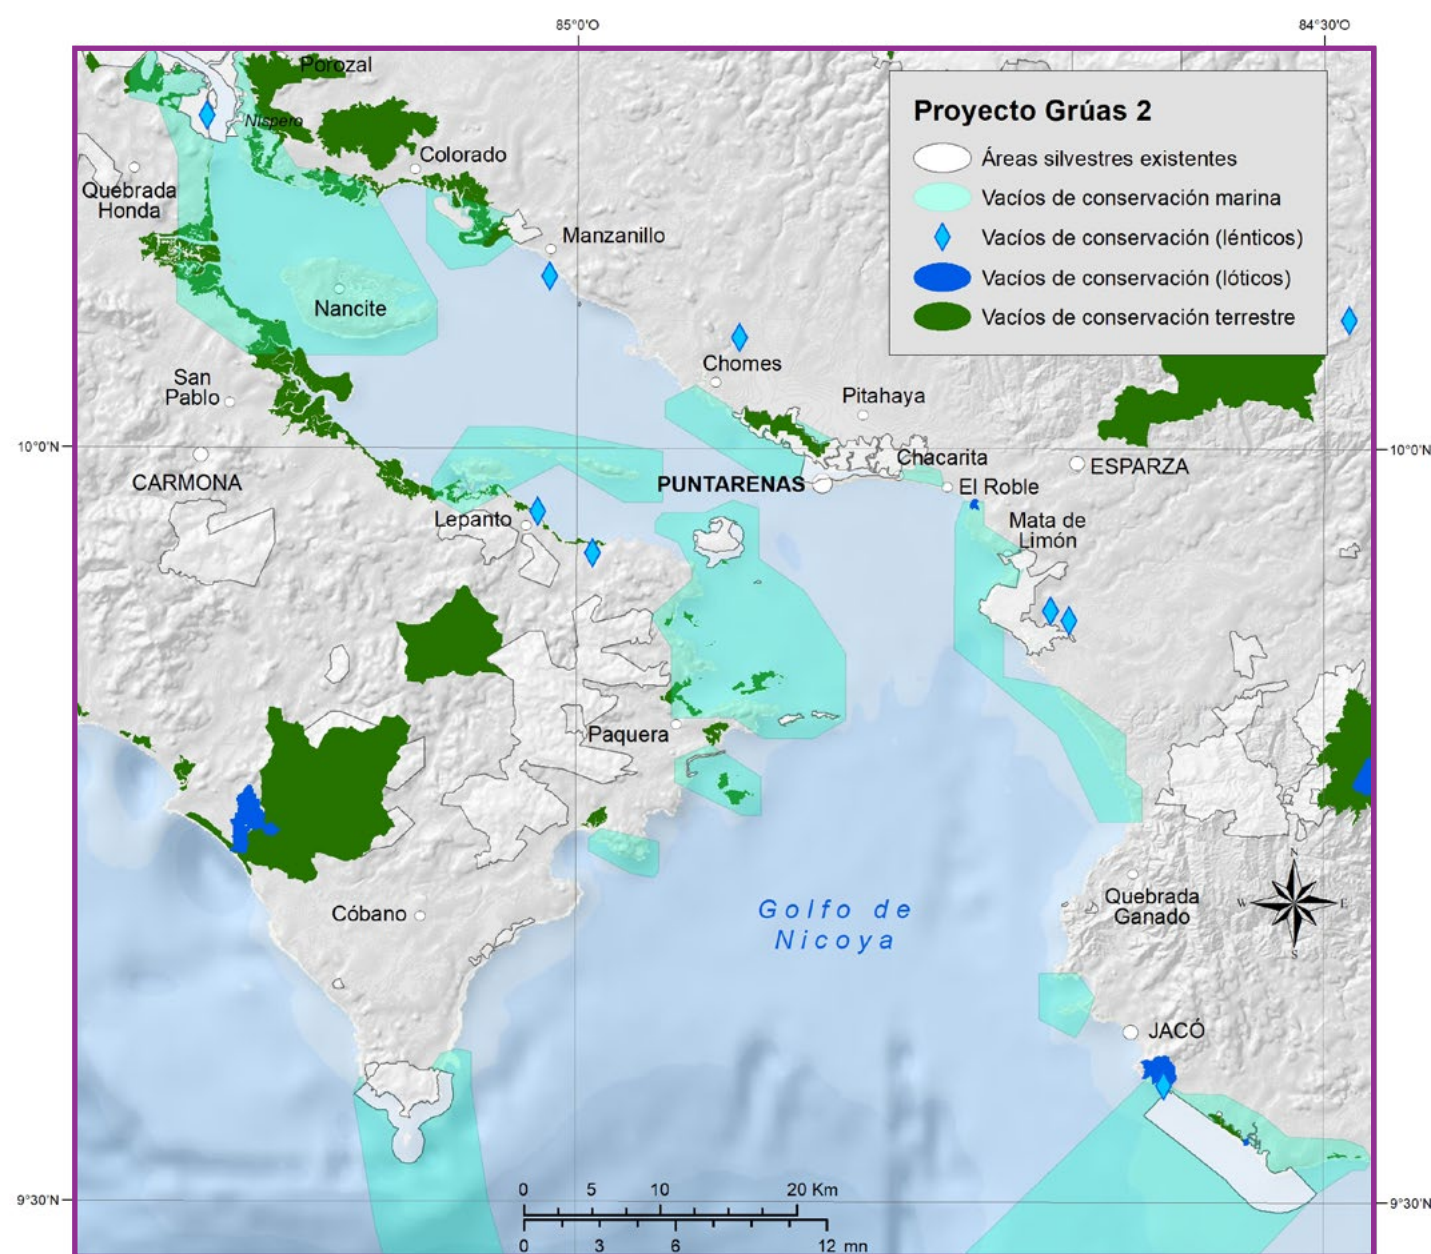 85°0'O
84°30'O
Porozal
Níspero
Colorado
Quebrada
Honda
Manzanillo
Nancite
San
Pablo
Chomes
Pitahaya
10°0'N
10°0'N
CARMONA
Chacarita
ESPARZA
PUNTARENAS
El Roble
Lepanto
Mata de
Limón
Paquera
Quebrada
Ganado
Cóbano
Golfo de
Nicoya
JACÓ
9°30'N
9°30'N
Proyecto Grúas 2
Áreas silvestres existentes
Vacíos de conservación marina
Vacíos de conservación (lénticos)
Vacíos de conservación (lóticos)
Vacíos de conservación terrestre
N
W
E
S
0 5 10 20 Km
0 3 6 12 mn